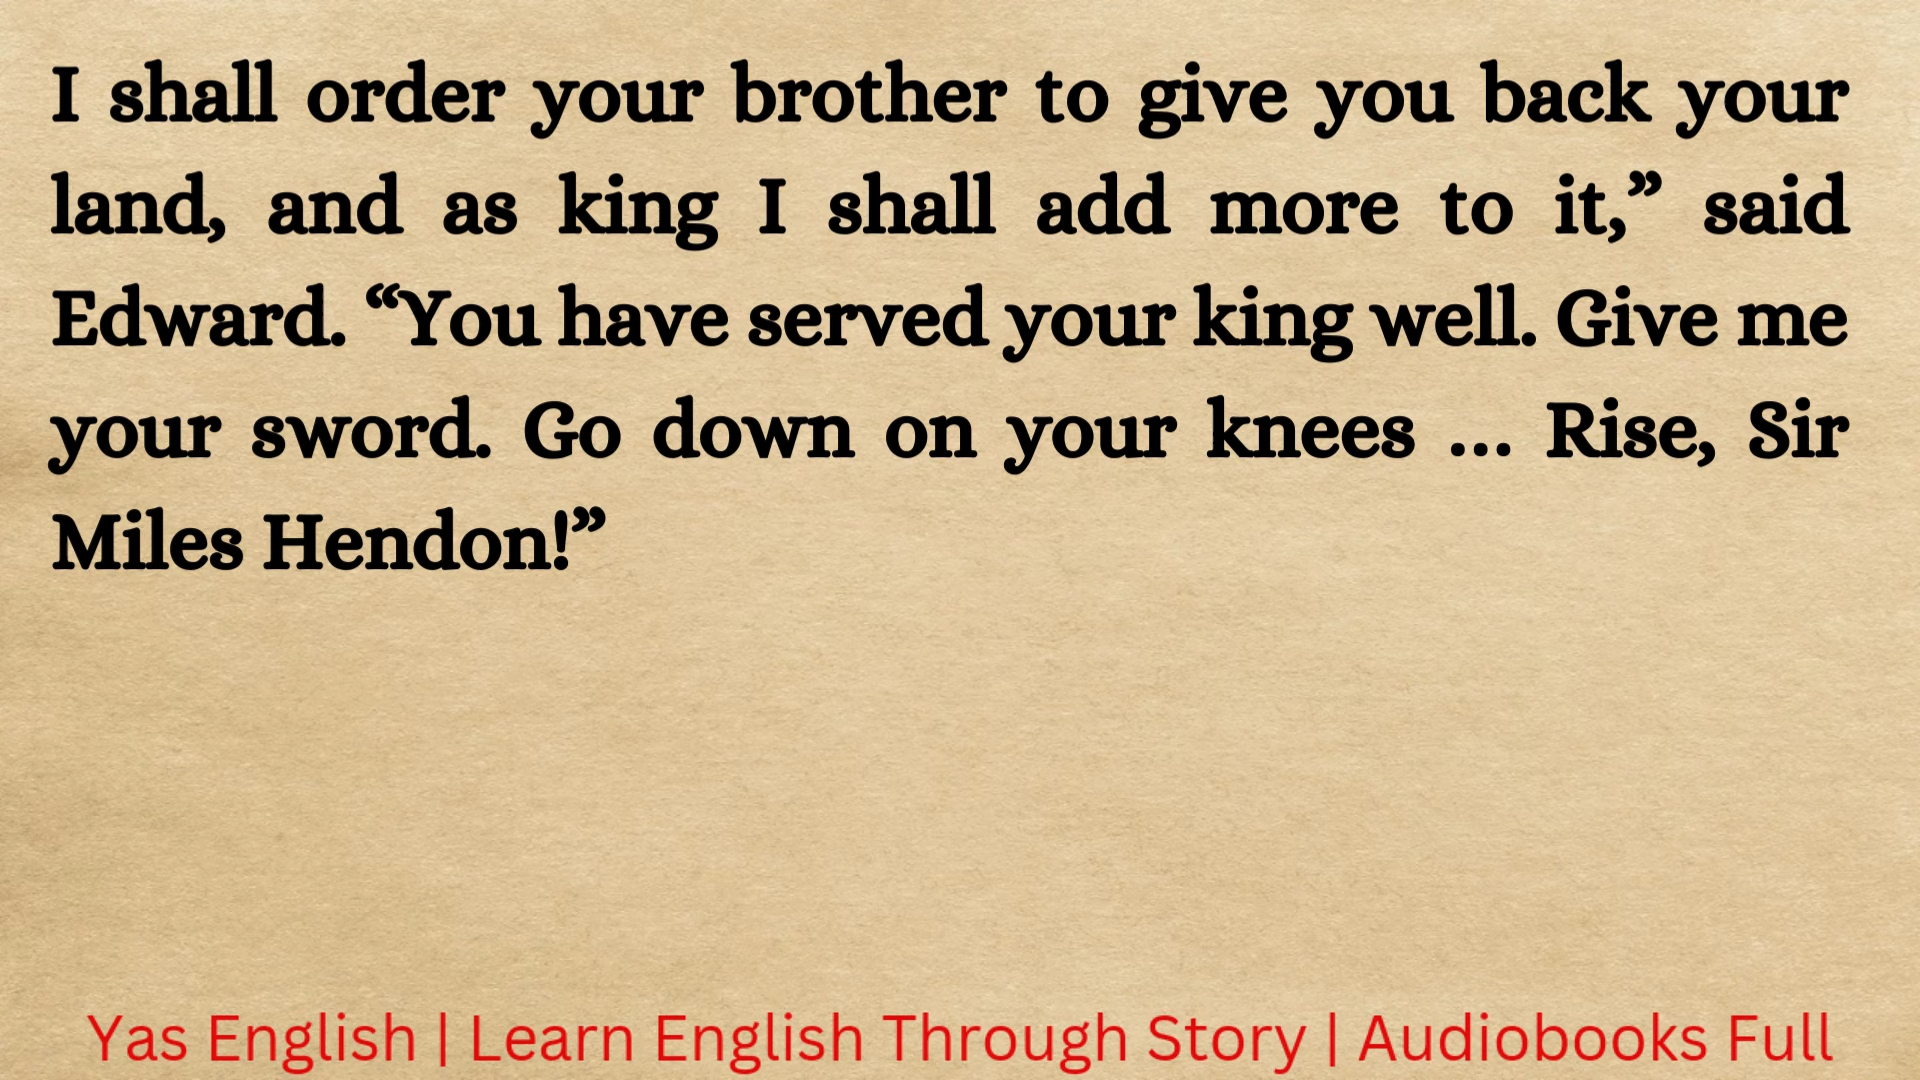 I shall order your brother to give you back your
land, and as king I shall add more to it,” said
Edward. “You have served your king well. Give me
your sword. Go down on your knees ... Rise, Sir
Miles Hendon!”
Yas English | Learn English Through Story | Audiobooks Full